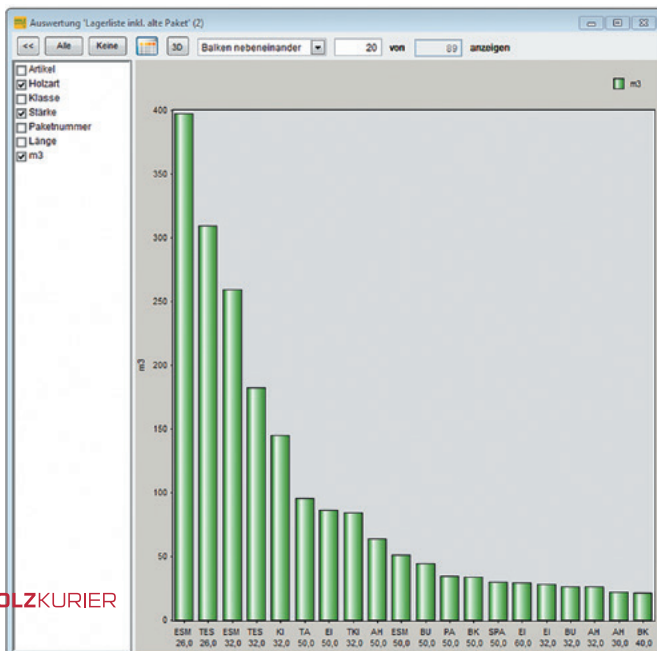 Auswertung 'Lagerliste inkl. alte Paket' (2)
<< Alle Keine 3D Balken nebeneinander 20 von 89 anzeigen
Artikel
Holzart
Klasse
Stärke
Paketnummer
Länge
m3
m3
400
350
300
250
200
150
100
50
0
m3
ESM TES ESM TES KI TA EI TKI AH ESM BU PA BK SPA EI EI BU AH AH BK
26,0 26,0 32,0 32,0 32,0 50,0 50,0 32,0 50,0 50,0 50,0 50,0 50,0 50,0 60,0 32,0 32,0 32,0 30,0 40,0
OLZKURIER